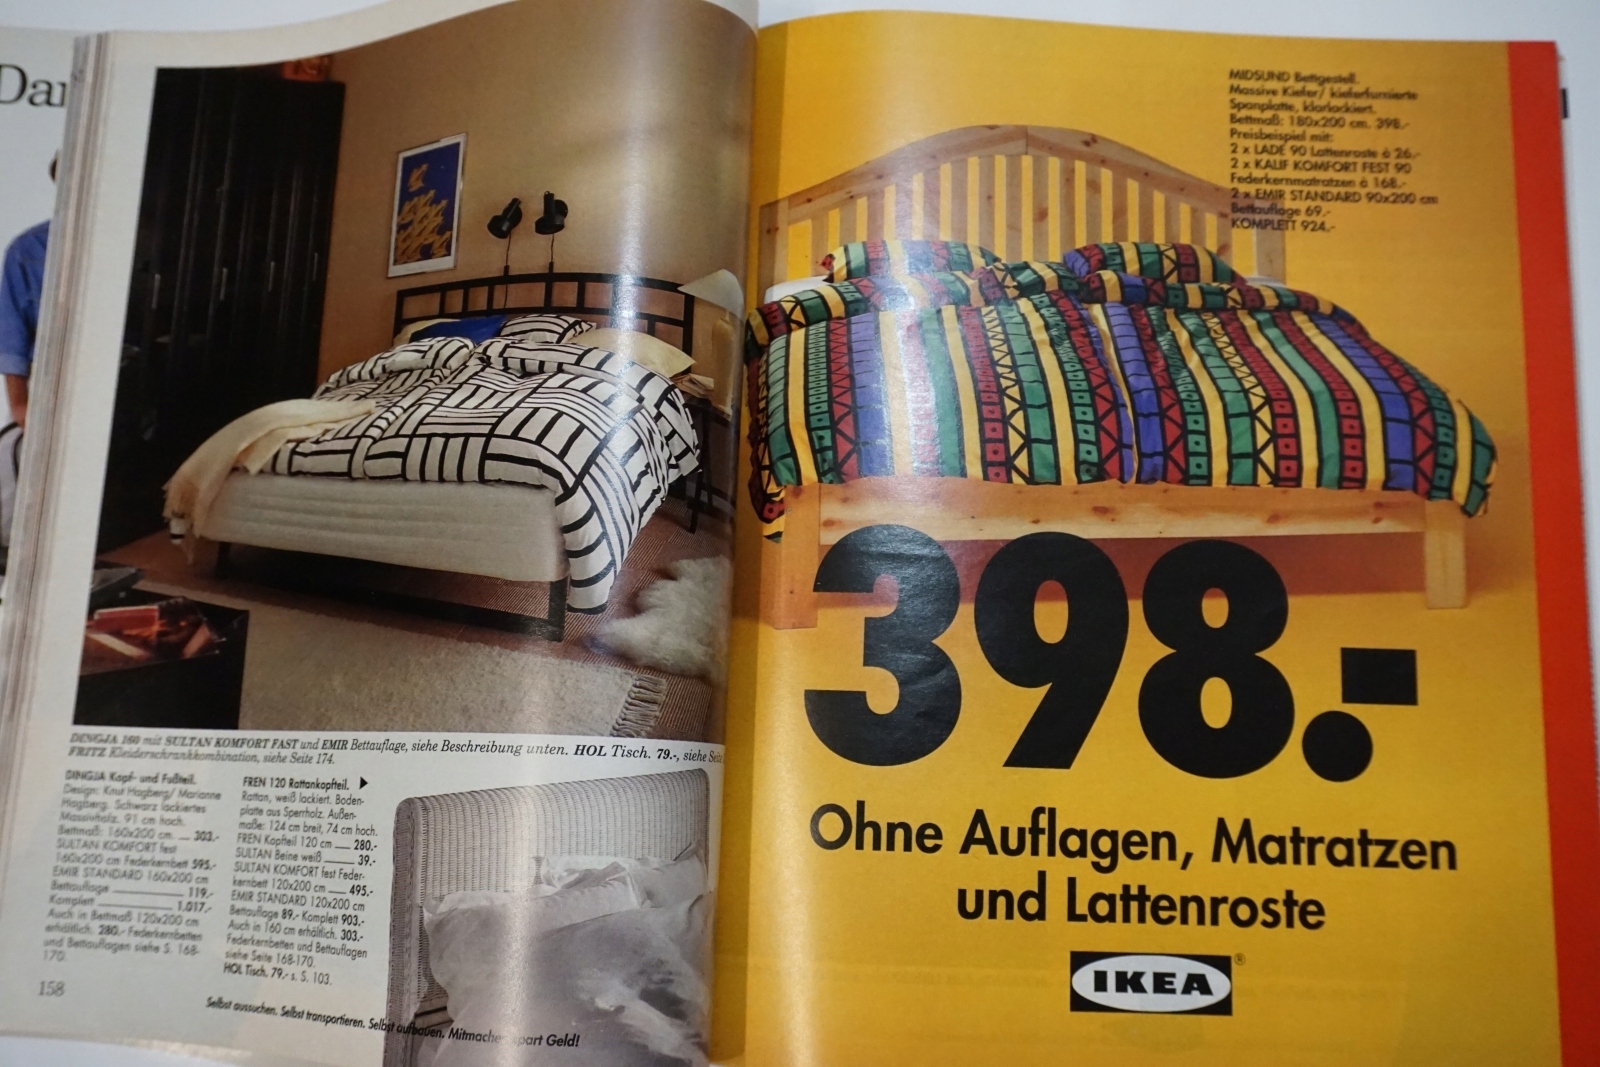 Dar
DINGJA 160 mit SULTAN KOMFORT FAST und EMIR Bettauflage, siehe Beschreibung unten. HOL Tisch. 79.-, siehe Seite
FRITZ Kleiderschrankkombination, siehe Seite 174.
DINGJA Kopf- und Fußteil.
Design: Knut Hagberg/ Marianne
Hagberg. Schwarz lackiertes
Massivholz. 91 cm hoch.
Bettmaß: 160x200 cm. 303.-
SULTAN KOMFORT fest
160x200 cm Federkernbett 595.-
EMIR STANDARD 160x200 cm
Bettauflage 119.-
Komplett 1.017.-
Auch in Bettmaß 120x200 cm
erhältlich. 280.- Federkernbetten
und Bettauflagen siehe S. 168-
170.
FREN 120 Rattankopfteil.
Rattan, weiß lackiert. Boden-
platte aus Sperrholz. Außen-
maße: 124 cm breit, 74 cm hoch.
FREN Kopfteil 120 cm 280.-
SULTAN Beine weiß 39.-
SULTAN KOMFORT fest Feder-
kernbett 120x200 cm 495.-
EMIR STANDARD 120x200 cm
Bettauflage 89.- Komplett 903.-
Auch in 160 cm erhältlich. 303.-
Federkernbetten und Bettauflagen
siehe Seite 168-170.
HOL Tisch. 79.- s. S. 103.
158
Selbst aussuchen. Selbst transportieren. Selbst aufbauen. Mitmachen part Geld!
MIDSUND Bettgestell.
Massive Kiefer/ kieferfurnierte
Spanplatte, klarlackiert.
Bettmaß: 180x200 cm. 398.-
Preisbeispiel mit:
2 x LADE 90 Lattenroste à 26.-
2 x KALIF KOMFORT FEST 90
Federkernmatratzen à 168.-
2 x EMIR STANDARD 90x200 cm
Bettauflage 69.-
KOMPLETT 924.-
398.-
Ohne Auflagen, Matratzen
und Lattenroste
IKEA®